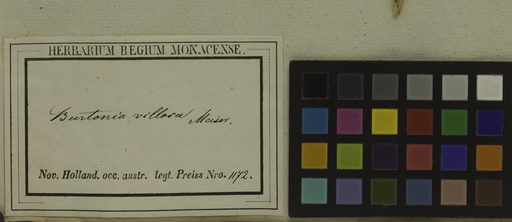 HERBARIUM REGIUM MONACENSE.
Burtonia villosa Meisn.
Nov. Holland. occ. austr. legt. Preiss Nro. 1172.